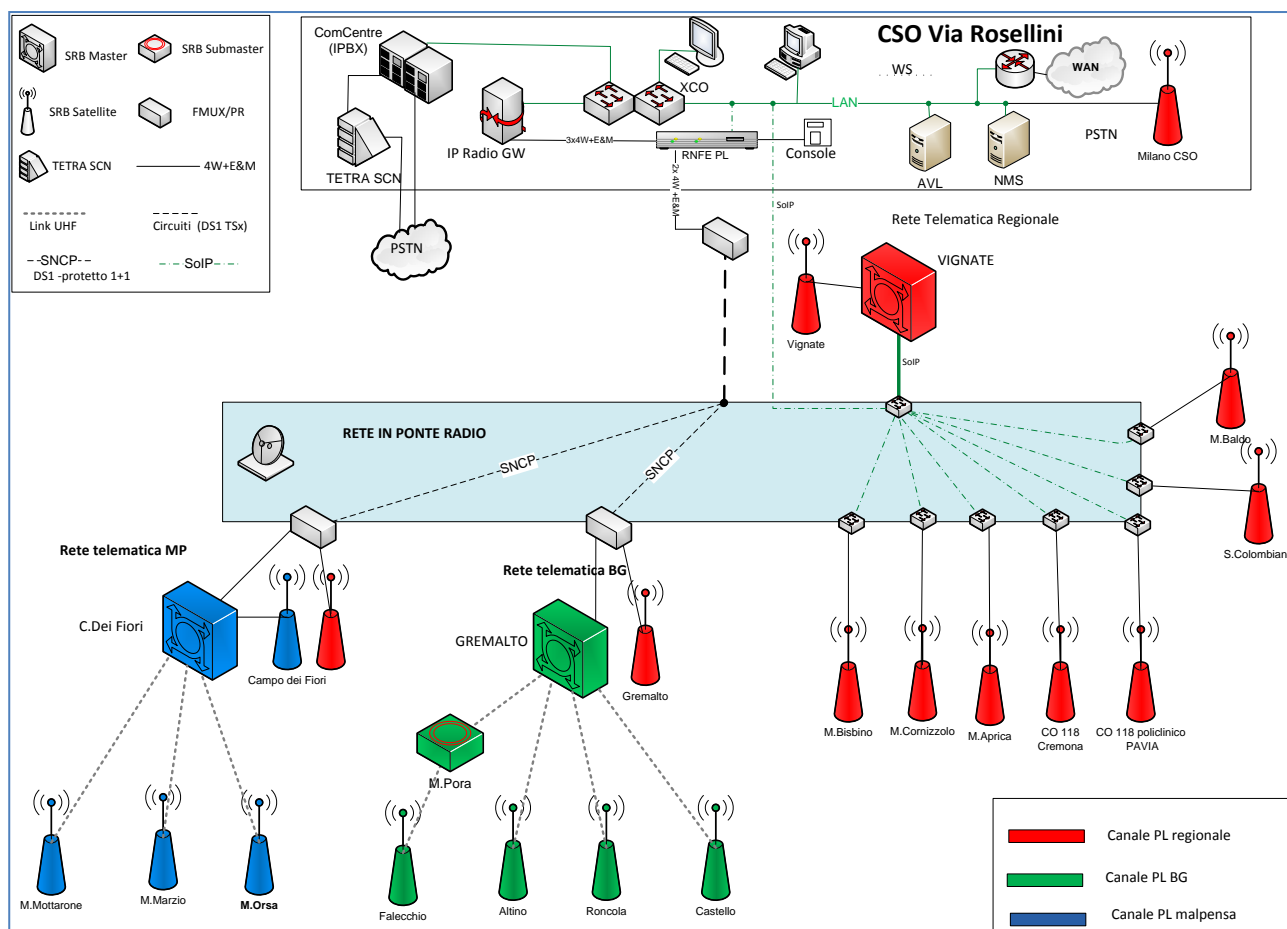 SRB Master
SRB Submaster
SRB Satellite
FMUX/PR
TETRA SCN
4W+E&M
Link UHF
Circuiti (DS1 TSx)
SNCP
DS1 -protetto 1+1
SoIP
ComCentre
(IPBX)
CSO Via Rosellini
XCO
WS . . . .
WAN
LAN
IP Radio GW
3x4W+E&M
RNFE PL
Console
TETRA SCN
AVL
NMS
PSTN
Milano CSO
2x 4W +E&M
SoIP
PSTN
Rete Telematica Regionale
VIGNATE
Vignate
SoIP
M.Baldo
RETE IN PONTE RADIO
SNCP
SNCP
S.Colombian
Rete telematica MP
Rete telematica BG
C.Dei Fiori
Campo dei Fiori
GREMALTO
Gremalto
M.Bisbino
M.Cornizzolo
M.Aprica
CO 118
Cremona
CO 118 policlinico
PAVIA
M.Pora
M.Mottarone
M.Marzio
M.Orsa
Falecchio
Altino
Roncola
Castello
Canale PL regionale
Canale PL BG
Canale PL malpensa